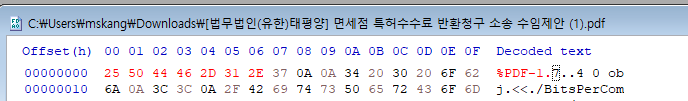 C:\Users\mskang\Downloads\[법무법인(유한)태평양] 면세점 특허수수료 반환청구 소송 수임제안 (1).pdf
Offset(h) 00 01 02 03 04 05 06 07 08 09 0A 0B 0C 0D 0E 0F Decoded text
00000000 25 50 44 46 2D 31 2E 37 0A 0A 34 20 30 20 6F 62 %PDF-1.7..4 0 ob
00000010 6A 0A 3C 3C 0A 2F 42 69 74 73 50 65 72 43 6F 6D j.<<./BitsPerCom